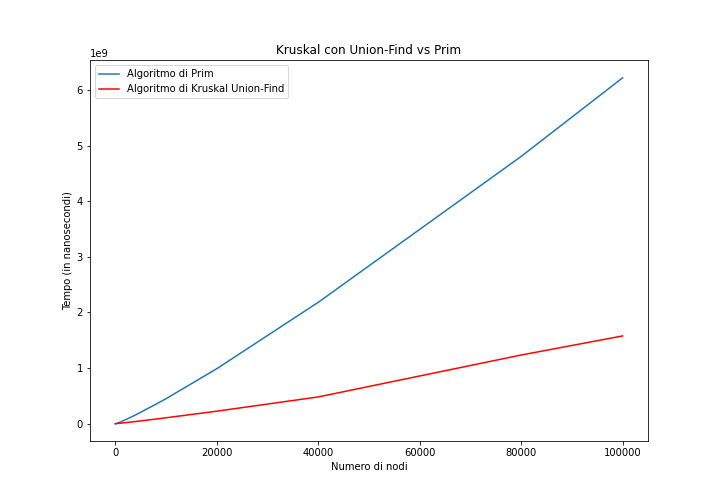 Kruskal con Union-Find vs Prim
1e9
Algoritmo di Prim
Algoritmo di Kruskal Union-Find
6
5
4
3
2
1
0
Tempo (in nanosecondi)
0 20000 40000 60000 80000 100000
Numero di nodi